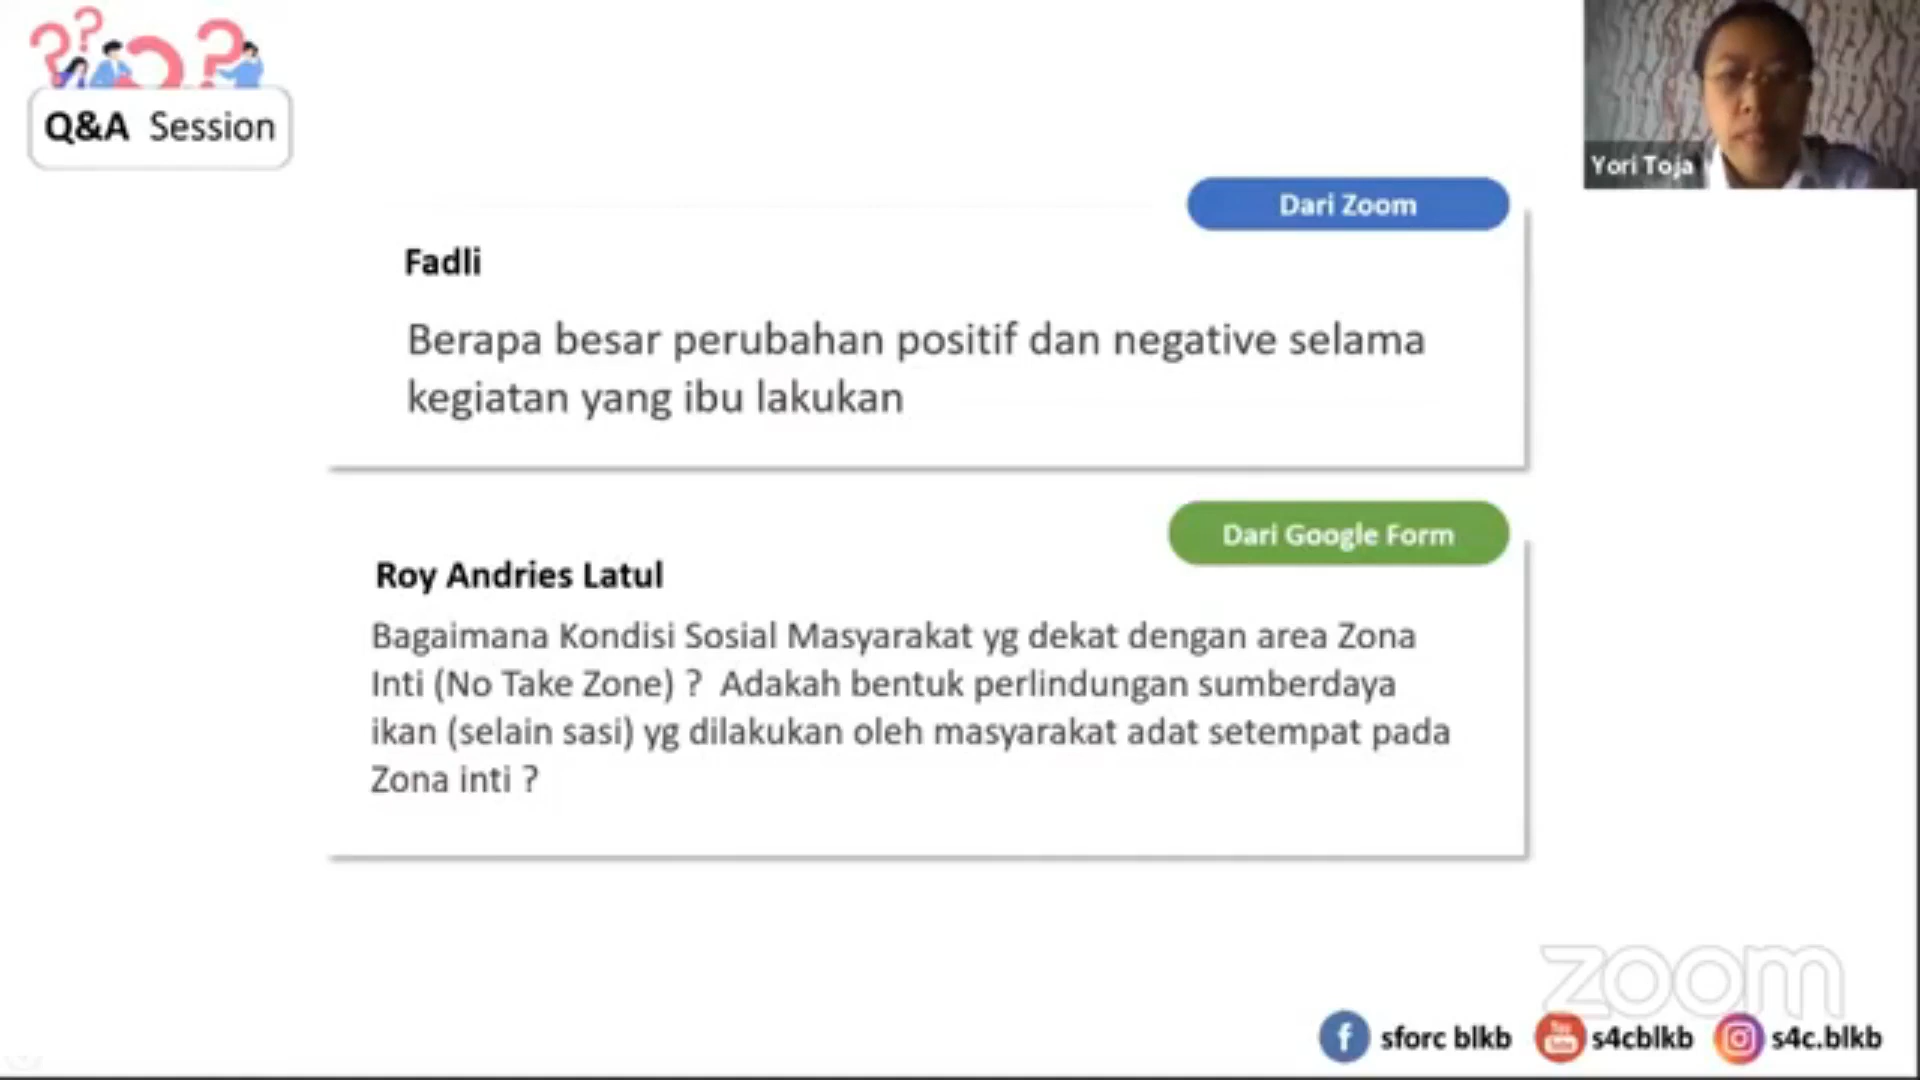 Q&A Session
Yori Toja
Dari Zoom
Fadli
Berapa besar perubahan positif dan negative selama
kegiatan yang ibu lakukan
Dari Google Form
Roy Andries Latul
Bagaimana Kondisi Sosial Masyarakat yg dekat dengan area Zona
Inti (No Take Zone) ? Adakah bentuk perlindungan sumberdaya
ikan (selain sasi) yg dilakukan oleh masyarakat adat setempat pada
Zona inti ?
zoom
sforc blkb
You Tube
s4cblkb
s4c.blkb